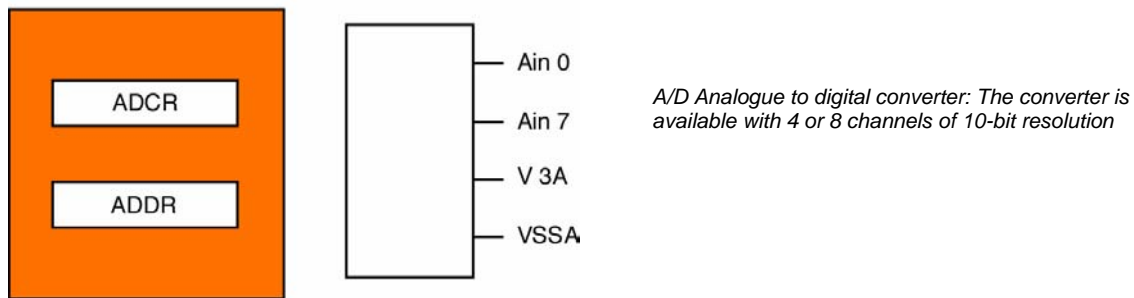 ADCR
ADDR
Ain 0
Ain 7
V 3A
VSSA
A/D Analogue to digital converter: The converter is
available with 4 or 8 channels of 10-bit resolution